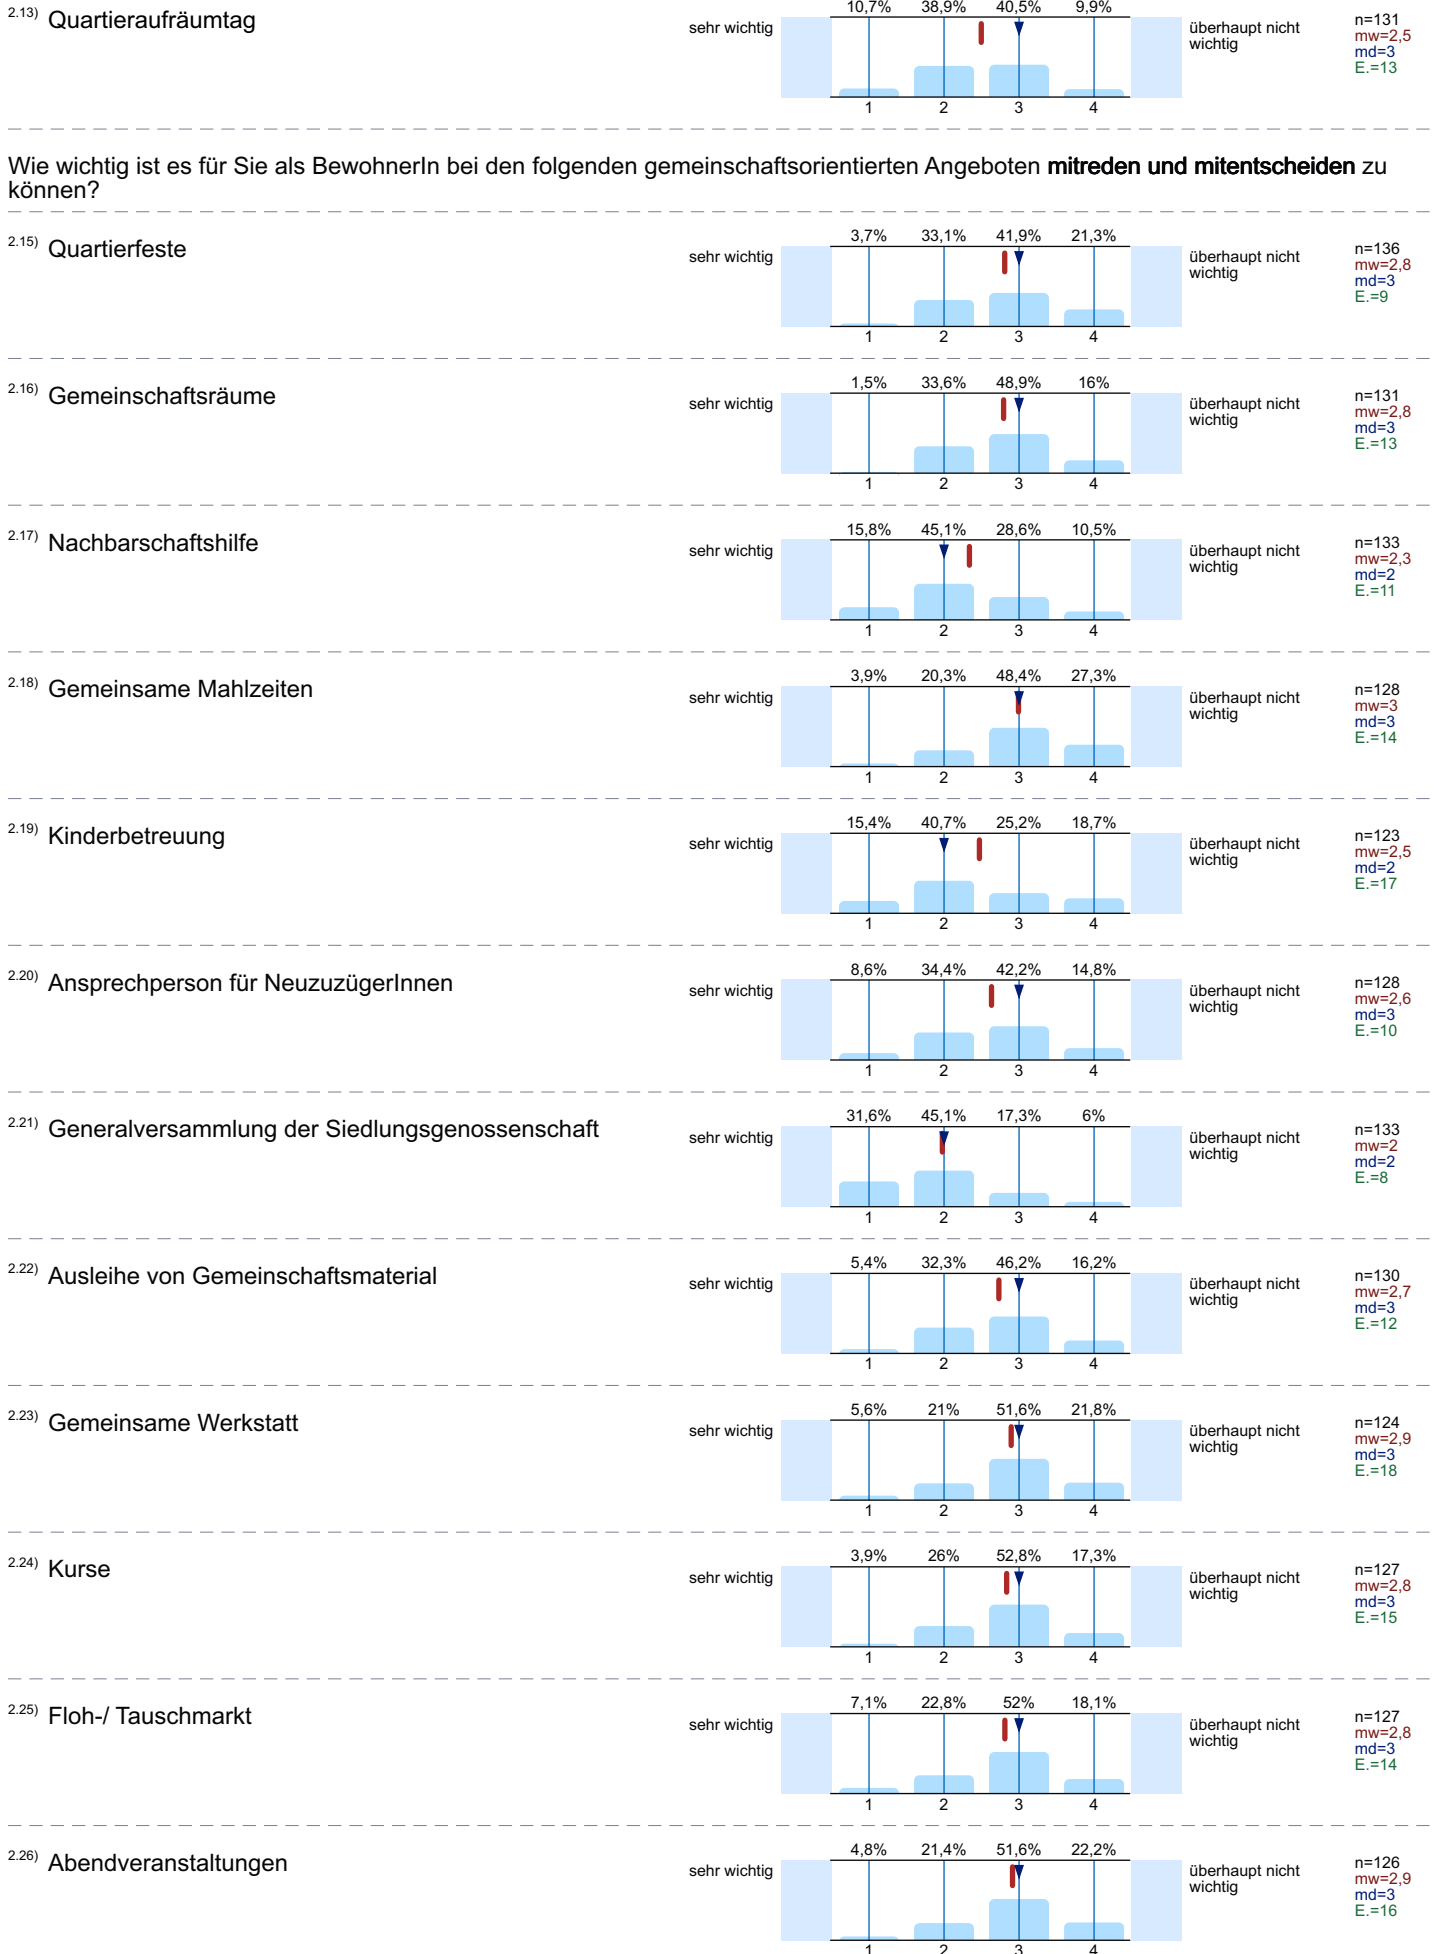 2.13) Quartieraufräumtag
sehr wichtig
10,7% 38,9% 40,5% 9,9%
1 2 3 4
überhaupt nicht
wichtig
n=131
mw=2,5
md=3
E.=13
Wie wichtig ist es für Sie als BewohnerIn bei den folgenden gemeinschaftsorientierten Angeboten mitreden und mitentscheiden zu
können?
2.15) Quartierfeste
sehr wichtig
3,7% 33,1% 41,9% 21,3%
1 2 3 4
überhaupt nicht
wichtig
n=136
mw=2,8
md=3
E.=9
2.16) Gemeinschaftsräume
sehr wichtig
1,5% 33,6% 48,9% 16%
1 2 3 4
überhaupt nicht
wichtig
n=131
mw=2,8
md=3
E.=13
2.17) Nachbarschaftshilfe
sehr wichtig
15,8% 45,1% 28,6% 10,5%
1 2 3 4
überhaupt nicht
wichtig
n=133
mw=2,3
md=2
E.=11
2.18) Gemeinsame Mahlzeiten
sehr wichtig
3,9% 20,3% 48,4% 27,3%
1 2 3 4
überhaupt nicht
wichtig
n=128
mw=3
md=3
E.=14
2.19) Kinderbetreuung
sehr wichtig
15,4% 40,7% 25,2% 18,7%
1 2 3 4
überhaupt nicht
wichtig
n=123
mw=2,5
md=2
E.=17
2.20) Ansprechperson für NeuzuzügerInnen
sehr wichtig
8,6% 34,4% 42,2% 14,8%
1 2 3 4
überhaupt nicht
wichtig
n=128
mw=2,6
md=3
E.=10
2.21) Generalversammlung der Siedlungsgenossenschaft
sehr wichtig
31,6% 45,1% 17,3% 6%
1 2 3 4
überhaupt nicht
wichtig
n=133
mw=2
md=2
E.=8
2.22) Ausleihe von Gemeinschaftsmaterial
sehr wichtig
5,4% 32,3% 46,2% 16,2%
1 2 3 4
überhaupt nicht
wichtig
n=130
mw=2,7
md=3
E.=12
2.23) Gemeinsame Werkstatt
sehr wichtig
5,6% 21% 51,6% 21,8%
1 2 3 4
überhaupt nicht
wichtig
n=124
mw=2,9
md=3
E.=18
2.24) Kurse
sehr wichtig
3,9% 26% 52,8% 17,3%
1 2 3 4
überhaupt nicht
wichtig
n=127
mw=2,8
md=3
E.=15
2.25) Floh-/ Tauschmarkt
sehr wichtig
7,1% 22,8% 52% 18,1%
1 2 3 4
überhaupt nicht
wichtig
n=127
mw=2,8
md=3
E.=14
2.26) Abendveranstaltungen
sehr wichtig
4,8% 21,4% 51,6% 22,2%
1 2 3 4
überhaupt nicht
wichtig
n=126
mw=2,9
md=3
E.=16